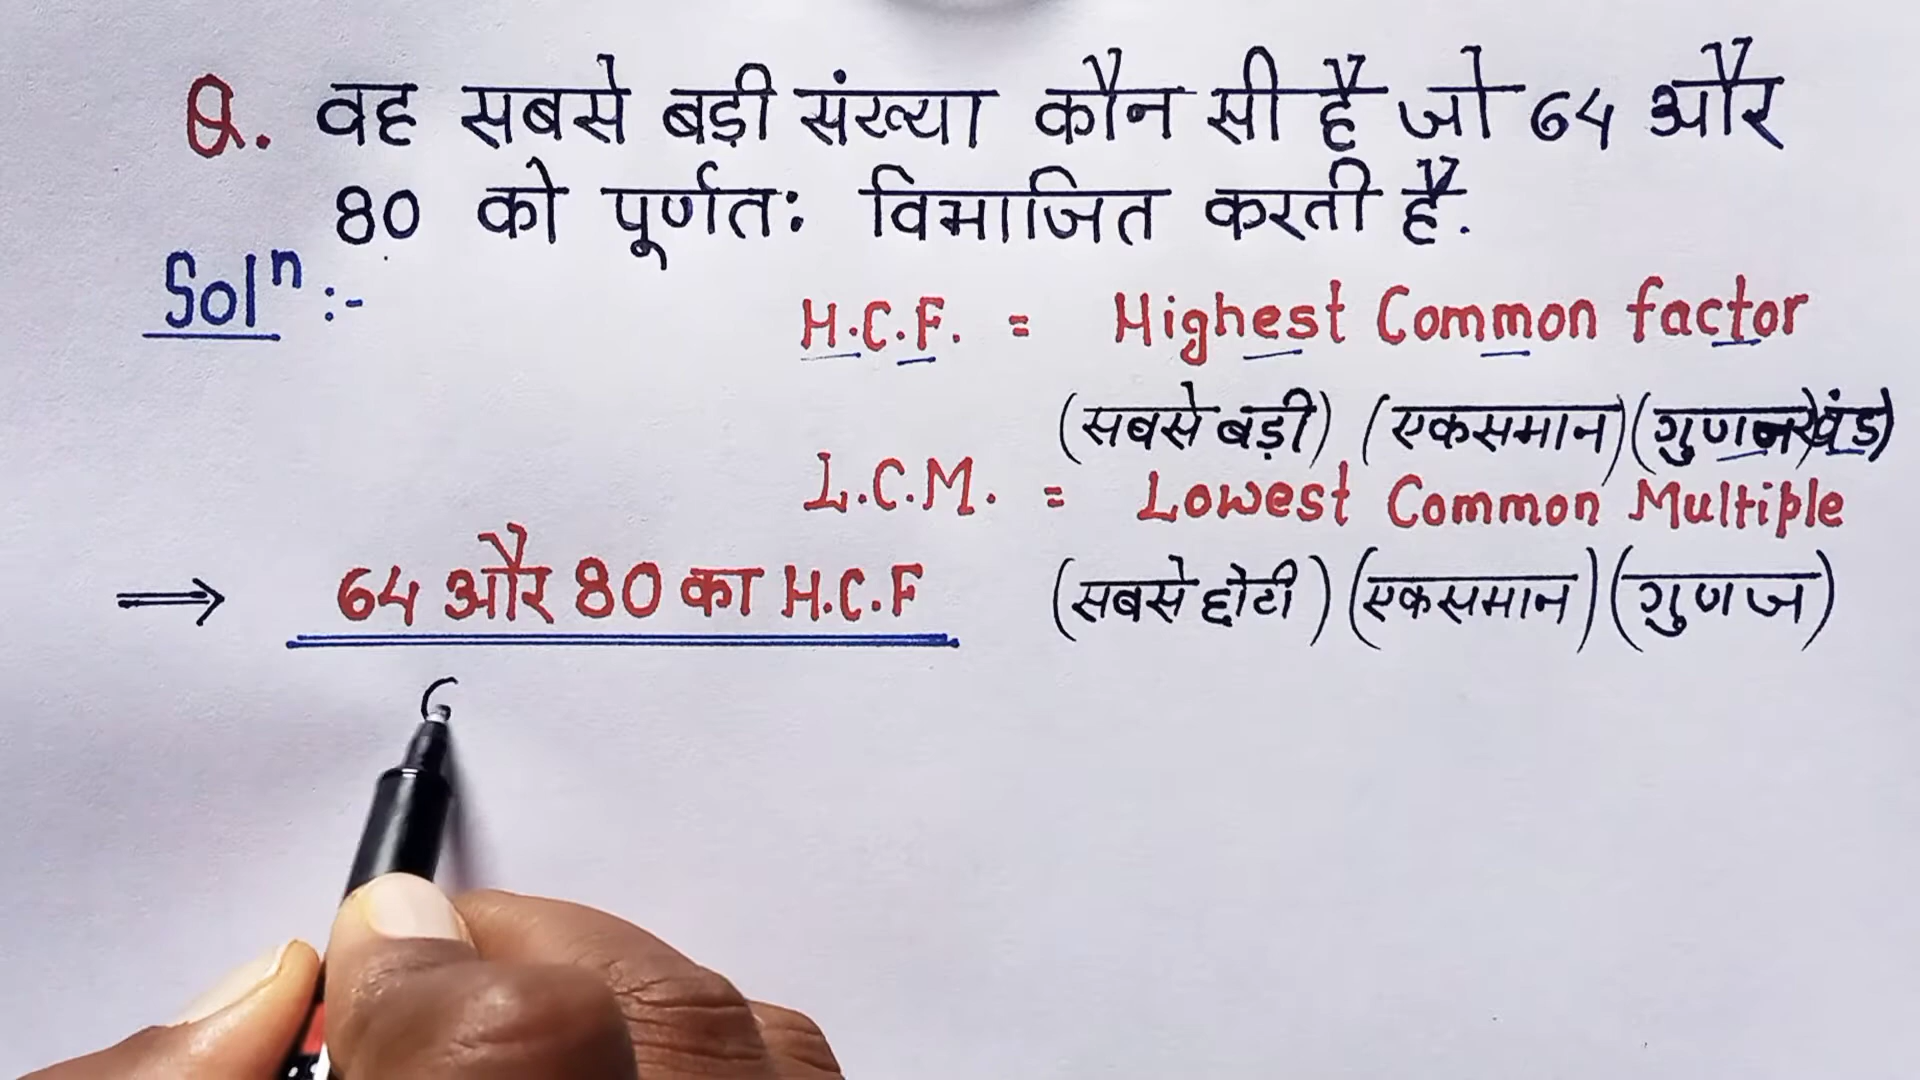 Q. वह सबसे बड़ी संख्या कौन सी है जो 64 और
80 को पूर्णतः विभाजित करती है.
Solⁿ :-
H.C.F. = Highest Common factor
(सबसे बड़ी) (एकसमान) (गुणनखंड)
L.C.M. = Lowest Common Multiple
(सबसे छोटी) (एकसमान) (गुणज)
⇒ 64 और 80 का H.C.F